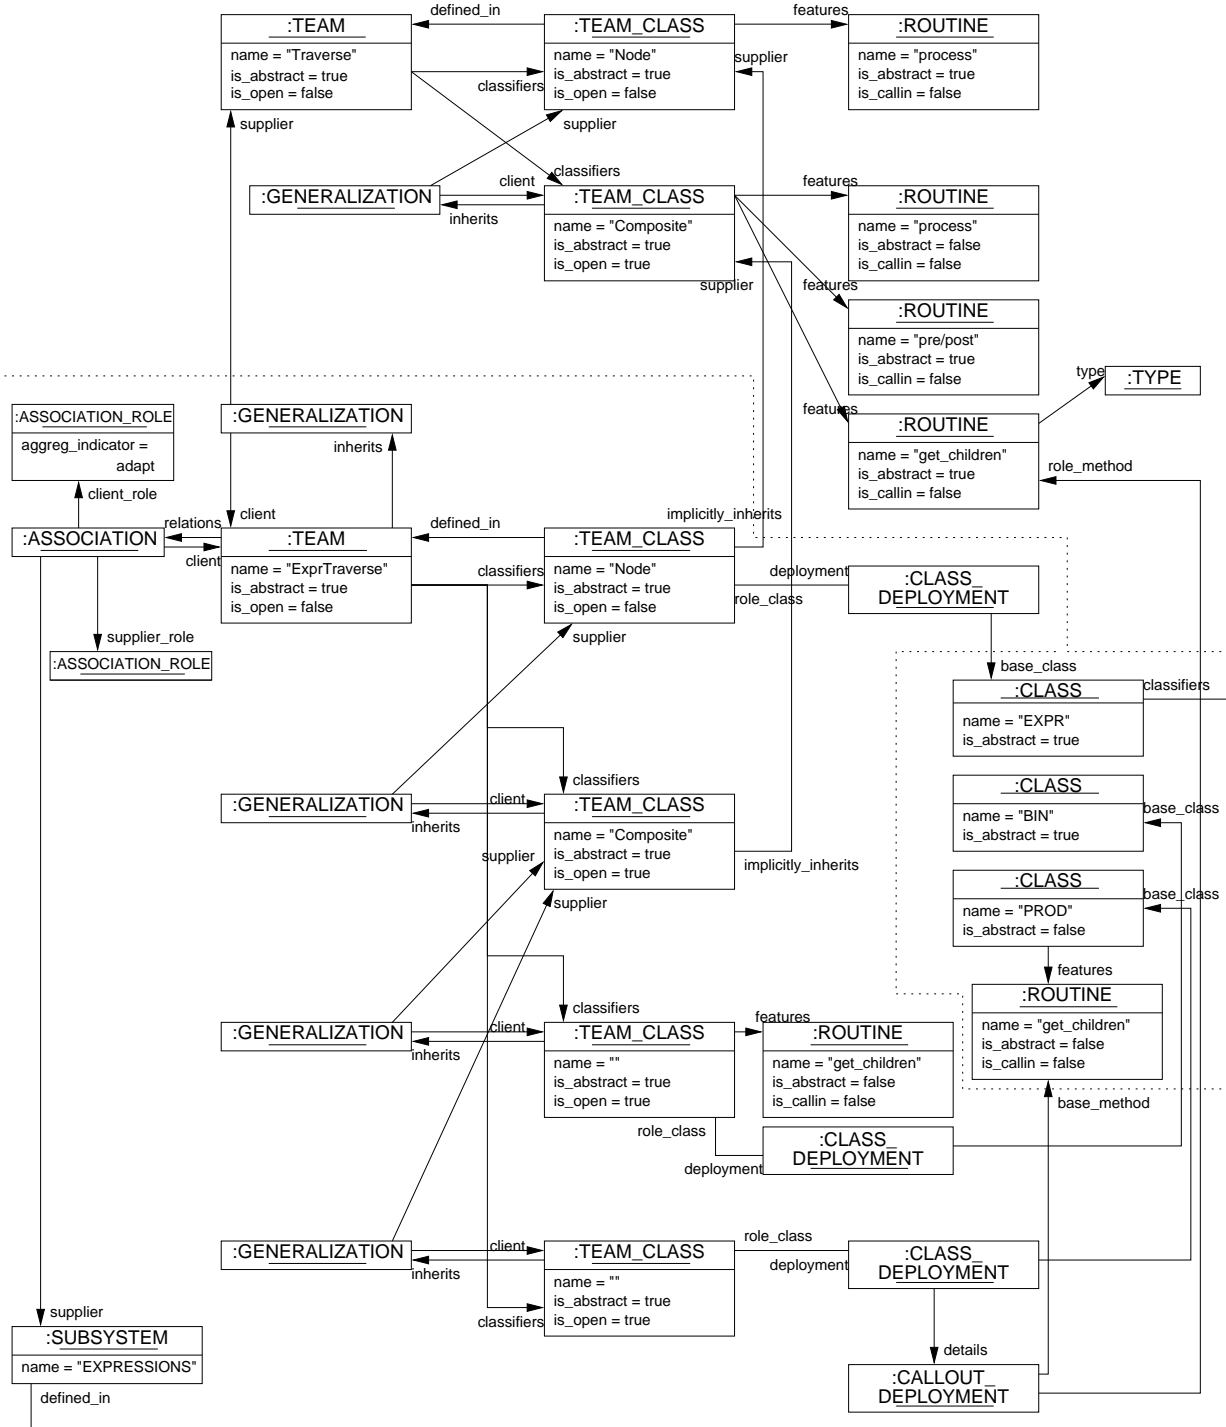 defined_in
features
:TEAM
:TEAM_CLASS
:ROUTINE
name = "Traverse"
is_abstract = true
is_open = false
name = "Node"
is_abstract = true
is_open = false
name = "process"
is_abstract = true
is_callin = false
supplier
classifiers
supplier
supplier
classifiers
:GENERALIZATION
client
inherits
:TEAM_CLASS
name = "Composite"
is_abstract = true
is_open = true
features
:ROUTINE
name = "process"
is_abstract = false
is_callin = false
supplier
features
:ROUTINE
name = "pre/post"
is_abstract = true
is_callin = false
type
:TYPE
:ASSOCIATION_ROLE
aggreg_indicator =
adapt
client_role
:GENERALIZATION
inherits
features
:ROUTINE
name = "get_children"
is_abstract = true
is_callin = false
role_method
:ASSOCIATION
relations
client
client
:TEAM
name = "ExprTraverse"
is_abstract = true
is_open = false
defined_in
implicitly_inherits
:TEAM_CLASS
name = "Node"
is_abstract = true
is_open = false
classifiers
deployment
role_class
:CLASS_
DEPLOYMENT
supplier_role
:ASSOCIATION_ROLE
supplier
base_class
:CLASS
name = "EXPR"
is_abstract = true
classifiers
classifiers
:GENERALIZATION
client
inherits
:TEAM_CLASS
name = "Composite"
is_abstract = true
is_open = true
:CLASS
name = "BIN"
is_abstract = true
base_class
supplier
implicitly_inherits
supplier
:CLASS
name = "PROD"
is_abstract = false
base_class
features
:ROUTINE
name = "get_children"
is_abstract = false
is_callin = false
base_method
classifiers
:GENERALIZATION
client
inherits
:TEAM_CLASS
name = ""
is_abstract = true
is_open = true
features
:ROUTINE
name = "get_children"
is_abstract = false
is_callin = false
role_class
deployment
:CLASS_
DEPLOYMENT
:GENERALIZATION
client
inherits
:TEAM_CLASS
name = ""
is_abstract = true
is_open = true
classifiers
role_class
deployment
:CLASS_
DEPLOYMENT
details
:CALLOUT_
DEPLOYMENT
supplier
:SUBSYSTEM
name = "EXPRESSIONS"
defined_in